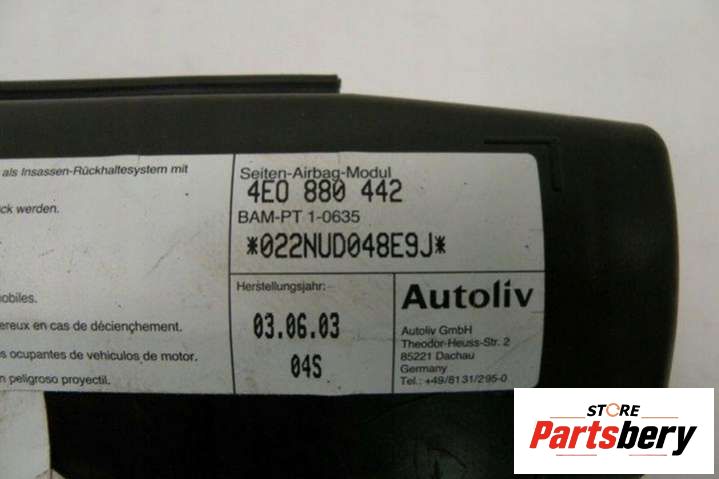 als Insassen-Rückhaltesystem mit
ck werden.
obiles.
ereux en cas de décienchement.
s ocupantes de vehiculos de motor.
n peligroso proyectil.
Seiten-Airbag-Modul
4E0 880 442
BAM-PT 1-0635
*022NUD048E9J*
Herstellungsjahr:
03.06.03
04S
Autoliv
Autoliv GmbH
Theodor-Heuss-Str. 2
85221 Dachau
Germany
Tel.: +49/8131/295-0
STORE
Partsbery